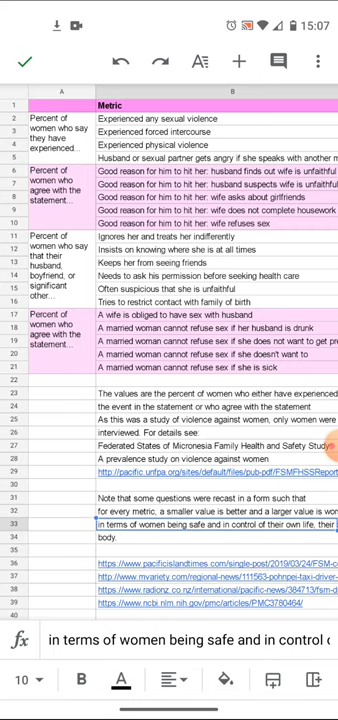 15:07
A
B
1 Metric
2 Percent of Experienced any sexual violence
3 women who say Experienced forced intercourse
4 they have Experienced physical violence
5 experienced... Husband or sexual partner gets angry if she speaks with another m
6 Percent of Good reason for him to hit her: husband finds out wife is unfaithful
7 women who Good reason for him to hit her: husband suspects wife is unfaithful
8 agree with the Good reason for him to hit her: wife asks about girlfriends
9 statement... Good reason for him to hit her: wife does not complete housework
10 Good reason for him to hit her: wife refuses sex
11 Percent of Ignores her and treats her indifferently
12 women who say Insists on knowing where she is at all times
13 that their Keeps her from seeing friends
14 husband, Needs to ask his permission before seeking health care
15 boyfriend, or Often suspicious that she is unfaithful
16 significant Tries to restrict contact with family of birth
other...
17 Percent of A wife is obliged to have sex with husband
18 women who A married woman cannot refuse sex if her husband is drunk
19 agree with the A married woman cannot refuse sex if she does not want to get pre
20 statement... A married woman cannot refuse sex if she doesn't want to
21 A married woman cannot refuse sex if she is sick
22
23 The values are the percent of women who either have experienced
24 the event in the statement or who agree with the statement
25 As this was a study of violence against women, only women were
26 interviewed. For details see:
27 Federated States of Micronesia Family Health and Safety Study
28 A prevalence study on violence against women
29 http://pacific.unfpa.org/sites/default/files/pub-pdf/FSMFHSSReport
30
31 Note that some questions were recast in a form such that
32 for every metric, a smaller value is better and a larger value is wor
33 in terms of women being safe and in control of their own life, their
34 body.
35
36 https://www.pacificislandtimes.com/single-post/2019/03/24/FSM-c
37 http://www.mvariety.com/regional-news/111563-pohnpei-taxi-driver-
38 https://www.radionz.co.nz/international/pacific-news/384713/fsm-d
39 https://www.ncbi.nlm.nih.gov/pmc/articles/PMC3780464/
40
fx in terms of women being safe and in control o
10 B A